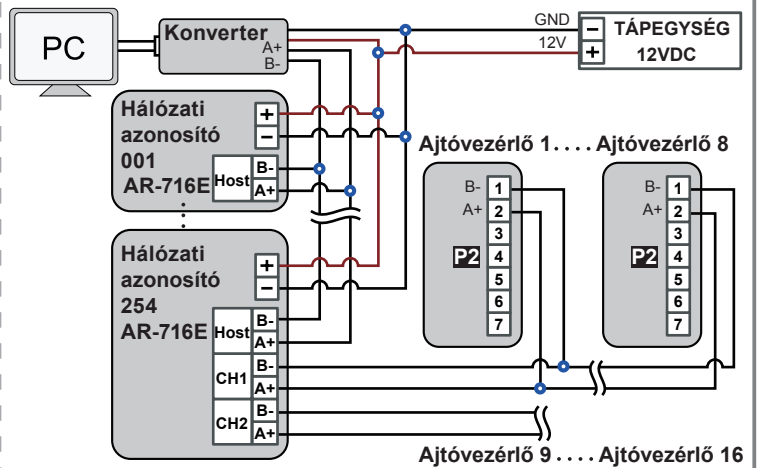 PC
Konverter
A+
B-
GND
12V
−
+
TÁPEGYSÉG
12VDC
Hálózati
azonosító
001
AR-716E
+
−
Host
B-
A+
Hálózati
azonosító
254
AR-716E
+
−
Host
B-
A+
CH1
B-
A+
CH2
B-
A+
Ajtóvezérlő 1 . . . . Ajtóvezérlő 8
B-
A+
P2
1
2
3
4
5
6
7
B-
A+
P2
1
2
3
4
5
6
7
Ajtóvezérlő 9 . . . . Ajtóvezérlő 16